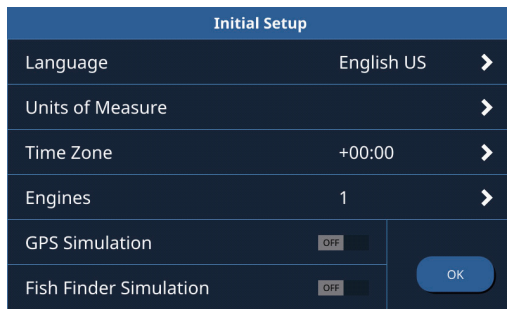 Initial Setup
Language English US
Units of Measure
Time Zone +00:00
Engines 1
GPS Simulation OFF
Fish Finder Simulation OFF
OK